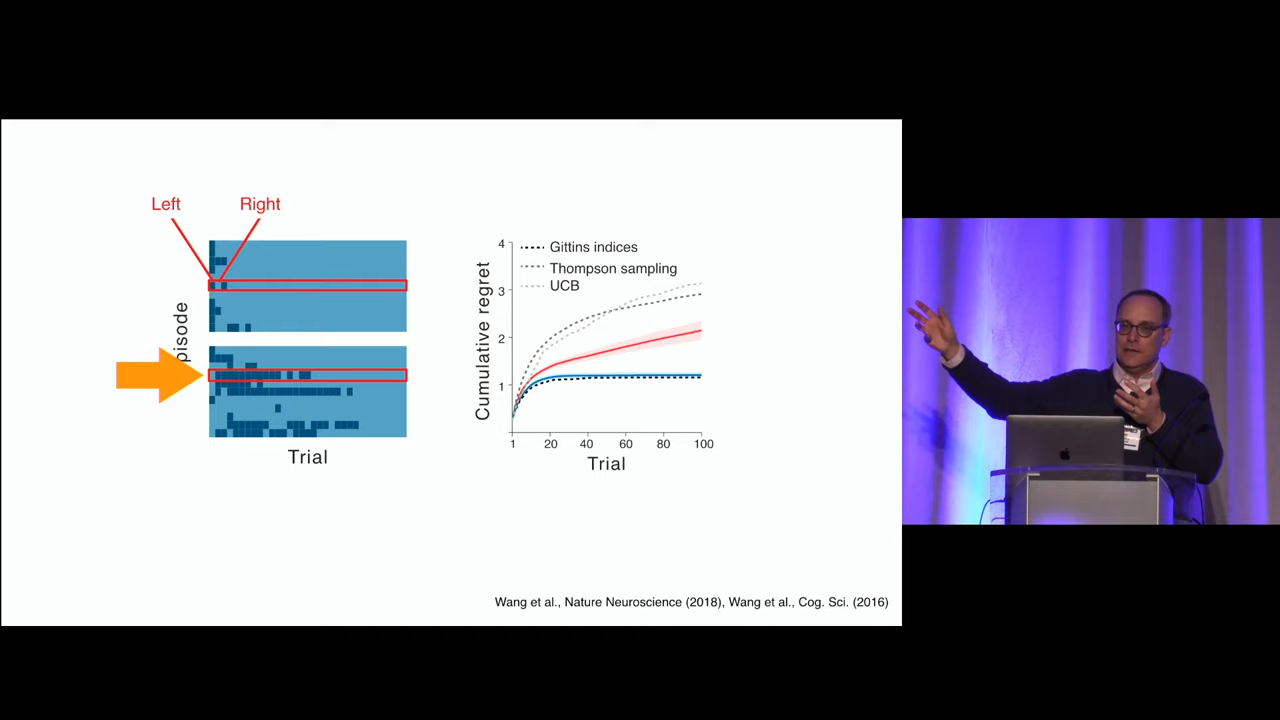 Left
Right
pisode
Trial
4
3
2
1
Cumulative regret
Gittins indices
Thompson sampling
UCB
1
20
40
60
80
100
Trial
Wang et al., Nature Neuroscience (2018), Wang et al., Cog. Sci. (2016)